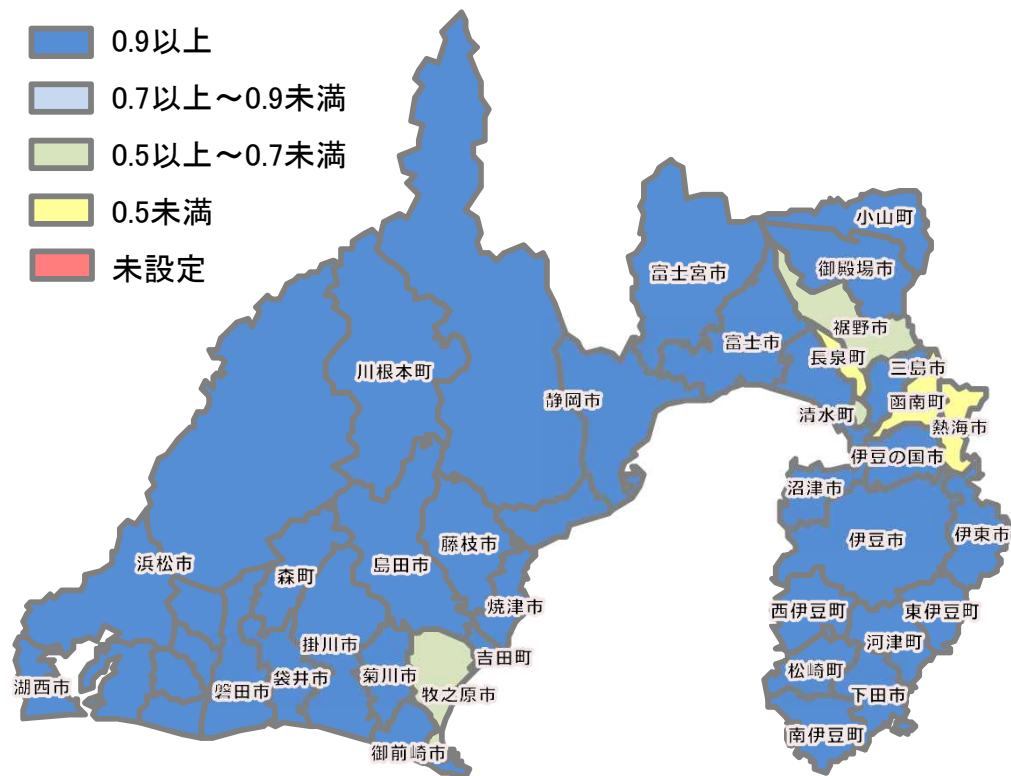 0.9以上
0.7以上～0.9未満
0.5以上～0.7未満
0.5未満
未設定
小山町
御殿場市
富士宮市
裾野市
富士市
長泉町
三島市
川根本町
静岡市
函南町
清水町
熱海市
伊豆の国市
沼津市
伊豆市
伊東市
藤枝市
浜松市
島田市
森町
焼津市
西伊豆町
東伊豆町
掛川市
河津町
吉田町
松崎町
湖西市
磐田市
袋井市
菊川市
牧之原市
下田市
南伊豆町
御前崎市